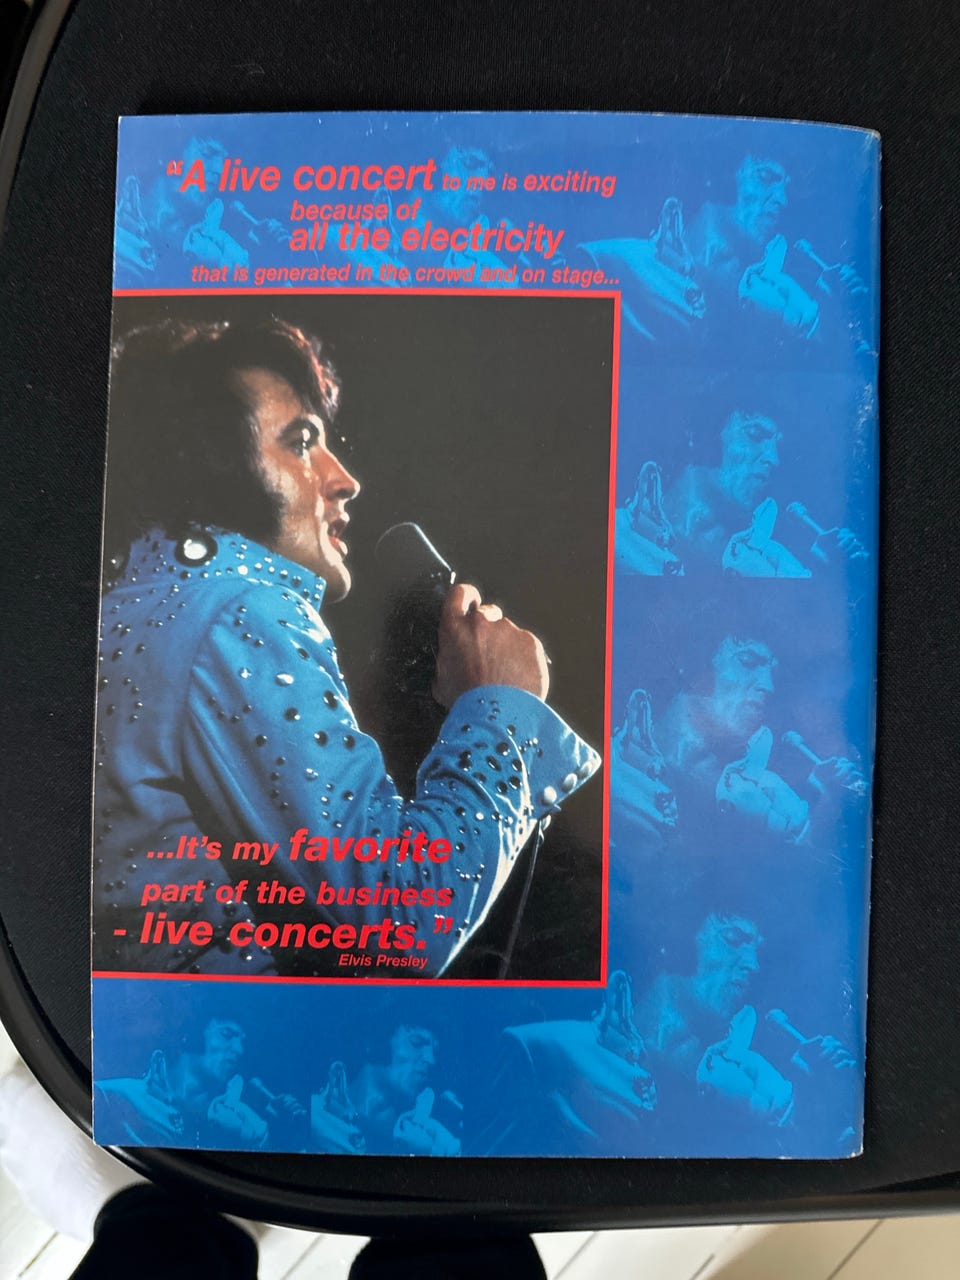 “A live concert to me is exciting
because of
all the electricity
that is generated in the crowd and on stage...
...It’s my favorite
part of the business
- live concerts.”
Elvis Presley